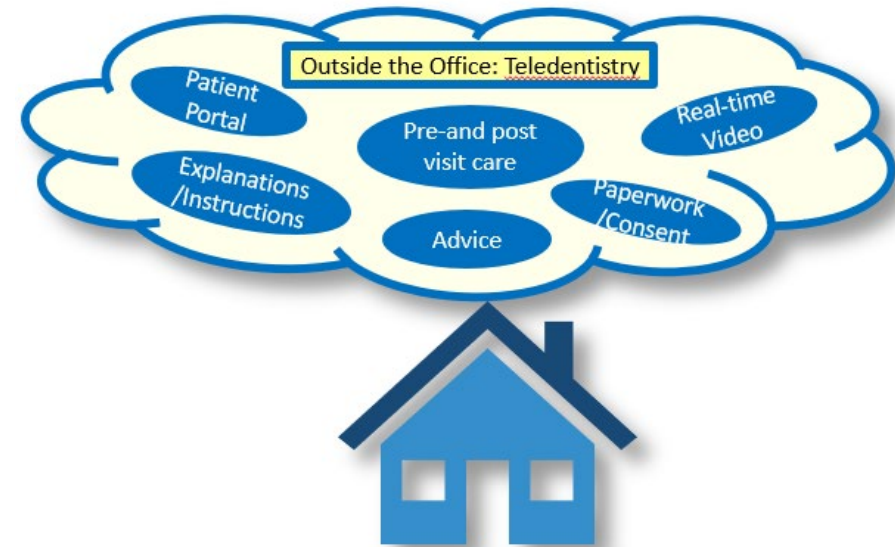 Outside the Office: Teledentistry
Patient
Portal
Pre-and post
visit care
Real-time
Video
Explanations
/Instructions
Advice
Paperwork
/Consent